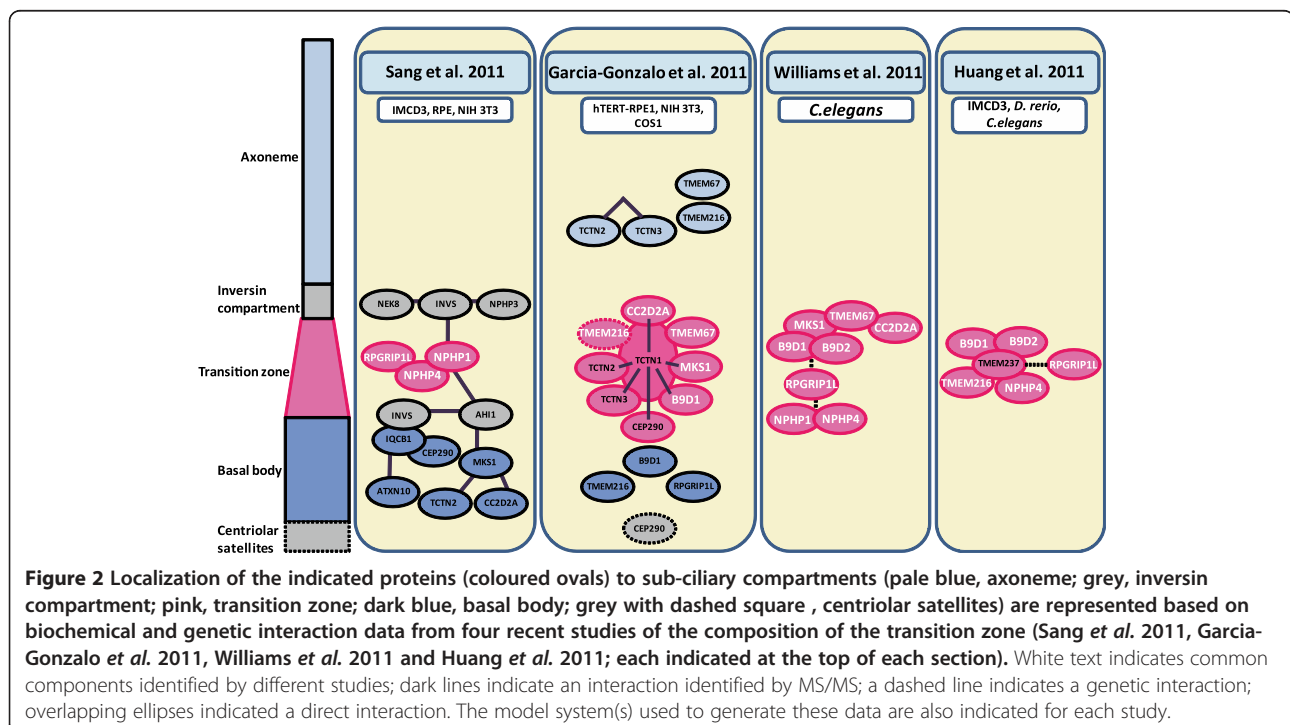 Sang et al. 2011
IMCD3, RPE, NIH 3T3
Garcia-Gonzalo et al. 2011
hTERT-RPE1, NIH 3T3,
COS1
Williams et al. 2011
C.elegans
Huang et al. 2011
IMCD3, D. rerio,
C.elegans
Axoneme
Inversin
compartment
Transition zone
Basal body
Centriolar
satellites
NEK8
INVS
NPHP3
RPGRIP1L
NPHP1
NPHP4
INVS
AHI1
IQCB1
CEP290
MKS1
ATXN10
TCTN2
CC2D2A
TMEM67
TMEM216
TCTN2
TCTN3
CC2D2A
TMEM216
TMEM67
TCTN1
TCTN2
MKS1
TCTN3
B9D1
CEP290
B9D1
TMEM216
RPGRIP1L
CEP290
MKS1
TMEM67
CC2D2A
B9D1
B9D2
RPGRIP1L
NPHP1
NPHP4
B9D1
B9D2
TMEM237
RPGRIP1L
TMEM216
NPHP4
Figure 2 Localization of the indicated proteins (coloured ovals) to sub-ciliary compartments (pale blue, axoneme; grey, inversin
compartment; pink, transition zone; dark blue, basal body; grey with dashed square , centriolar satellites) are represented based on
biochemical and genetic interaction data from four recent studies of the composition of the transition zone (Sang et al. 2011, Garcia-
Gonzalo et al. 2011, Williams et al. 2011 and Huang et al. 2011; each indicated at the top of each section). White text indicates common
components identified by different studies; dark lines indicate an interaction identified by MS/MS; a dashed line indicates a genetic interaction;
overlapping ellipses indicated a direct interaction. The model system(s) used to generate these data are also indicated for each study.